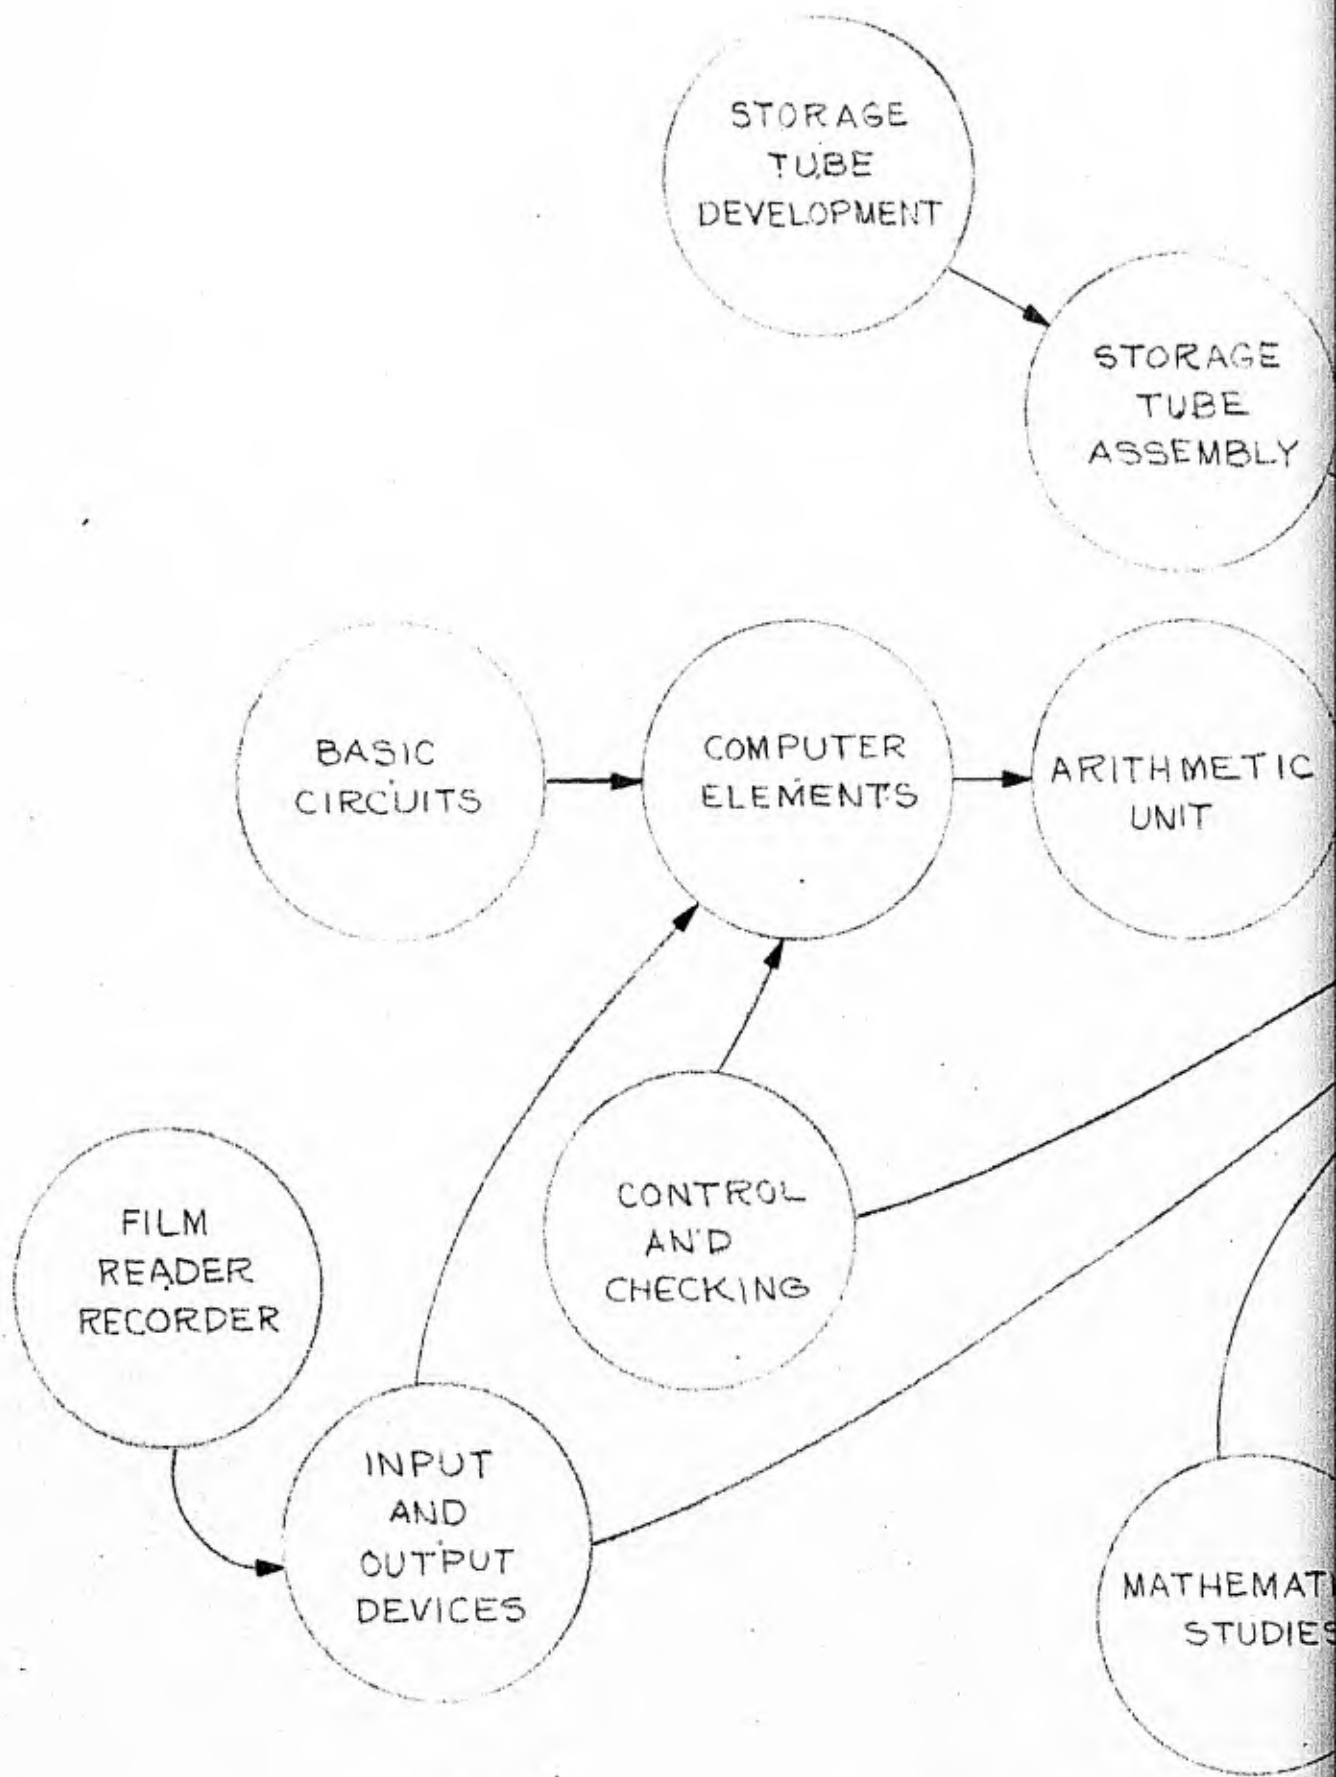 STORAGE
TUBE
DEVELOPMENT
STORAGE
TUBE
ASSEMBLY
BASIC
CIRCUITS
COMPUTER
ELEMENTS
ARITHMETIC
UNIT
FILM
READER
RECORDER
CONTROL
AND
CHECKING
INPUT
AND
OUTPUT
DEVICES
MATHEMATI
STUDIES